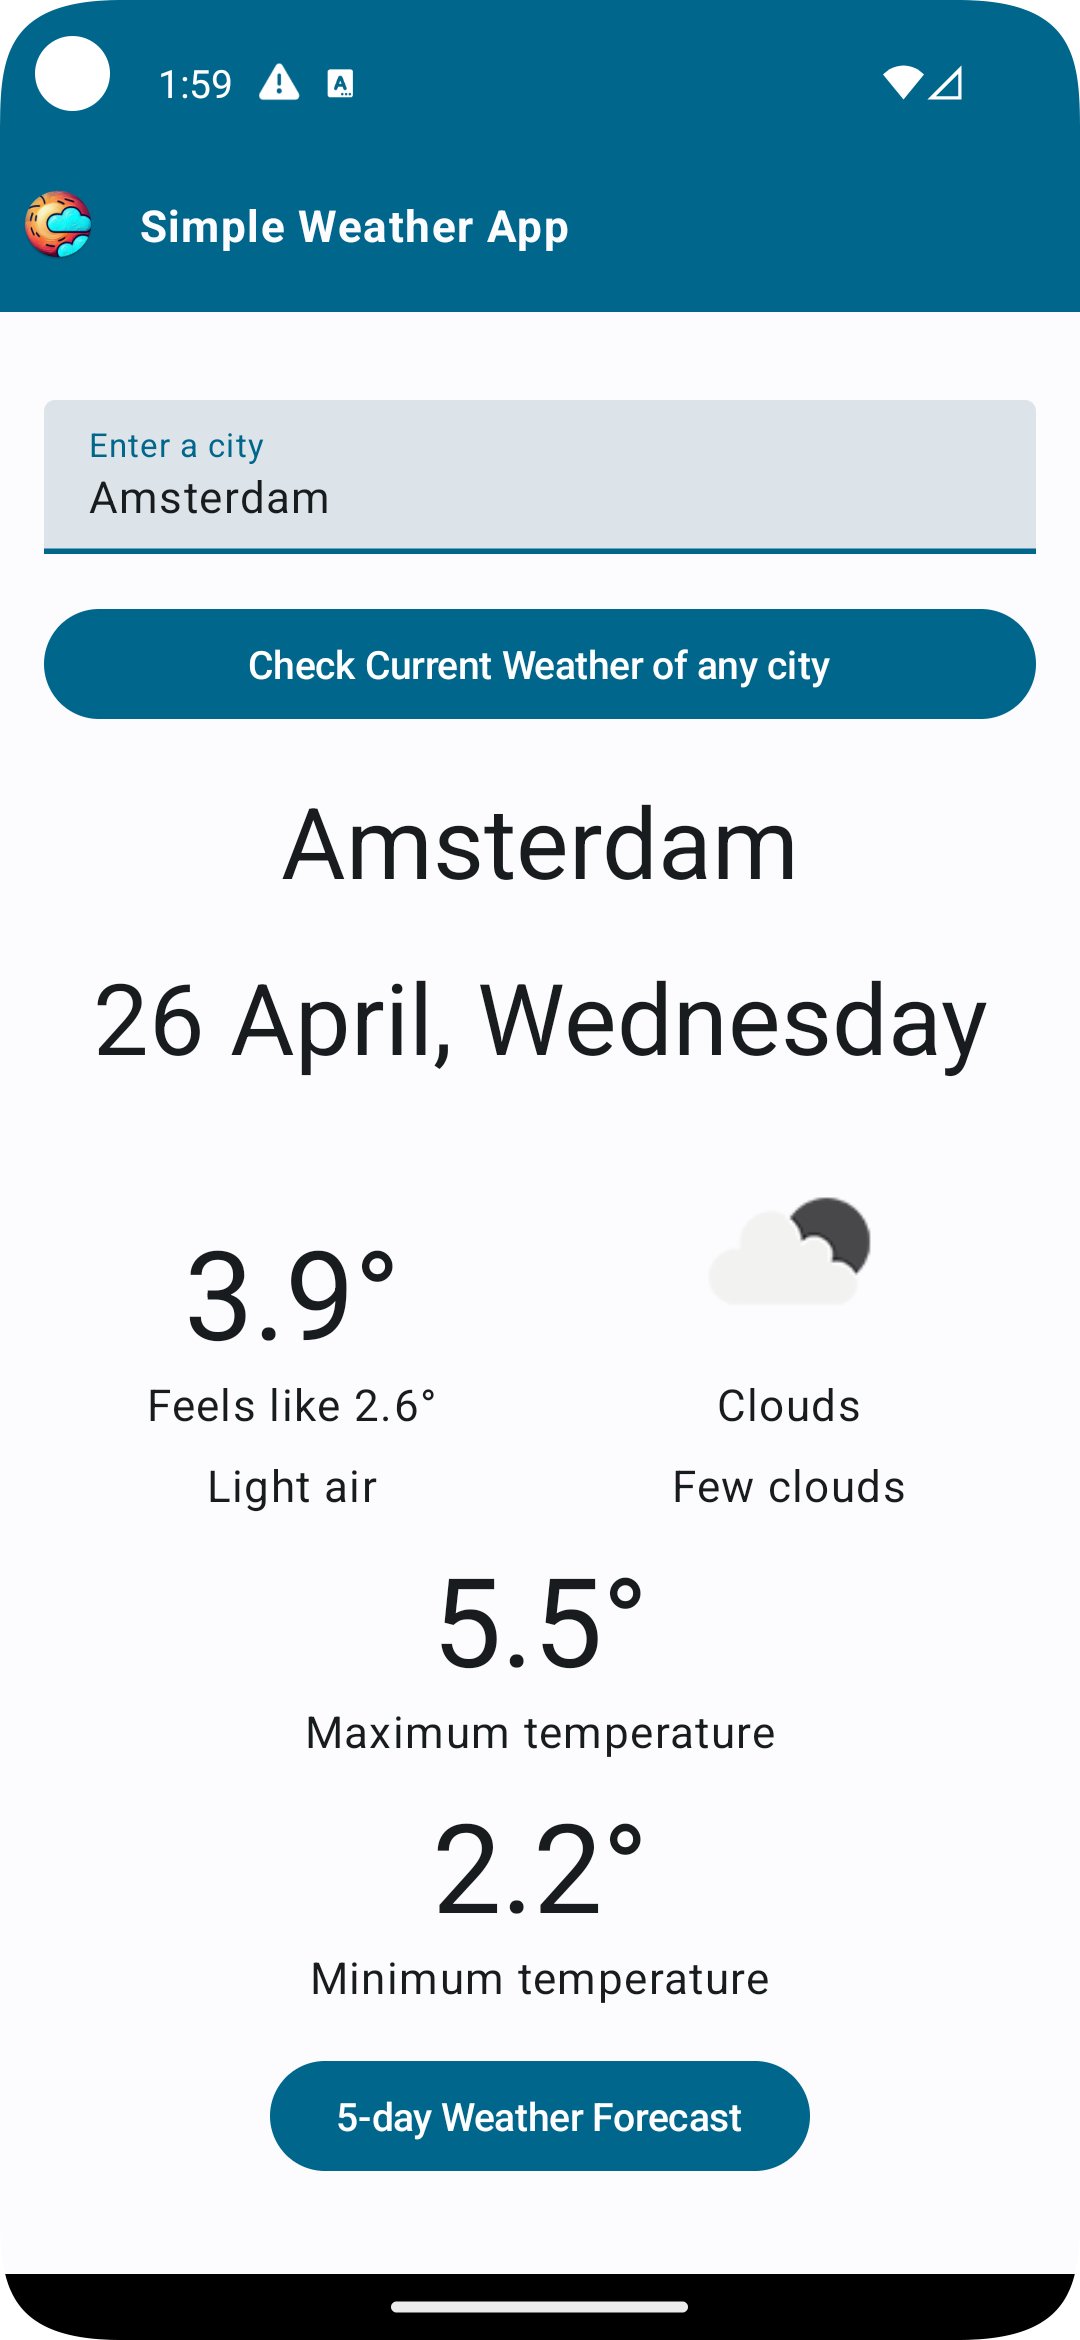 1:59
Simple Weather App
Enter a city
Amsterdam
Check Current Weather of any city
Amsterdam
26 April, Wednesday
3.9°
Feels like 2.6°
Clouds
Light air
Few clouds
5.5°
Maximum temperature
2.2°
Minimum temperature
5-day Weather Forecast